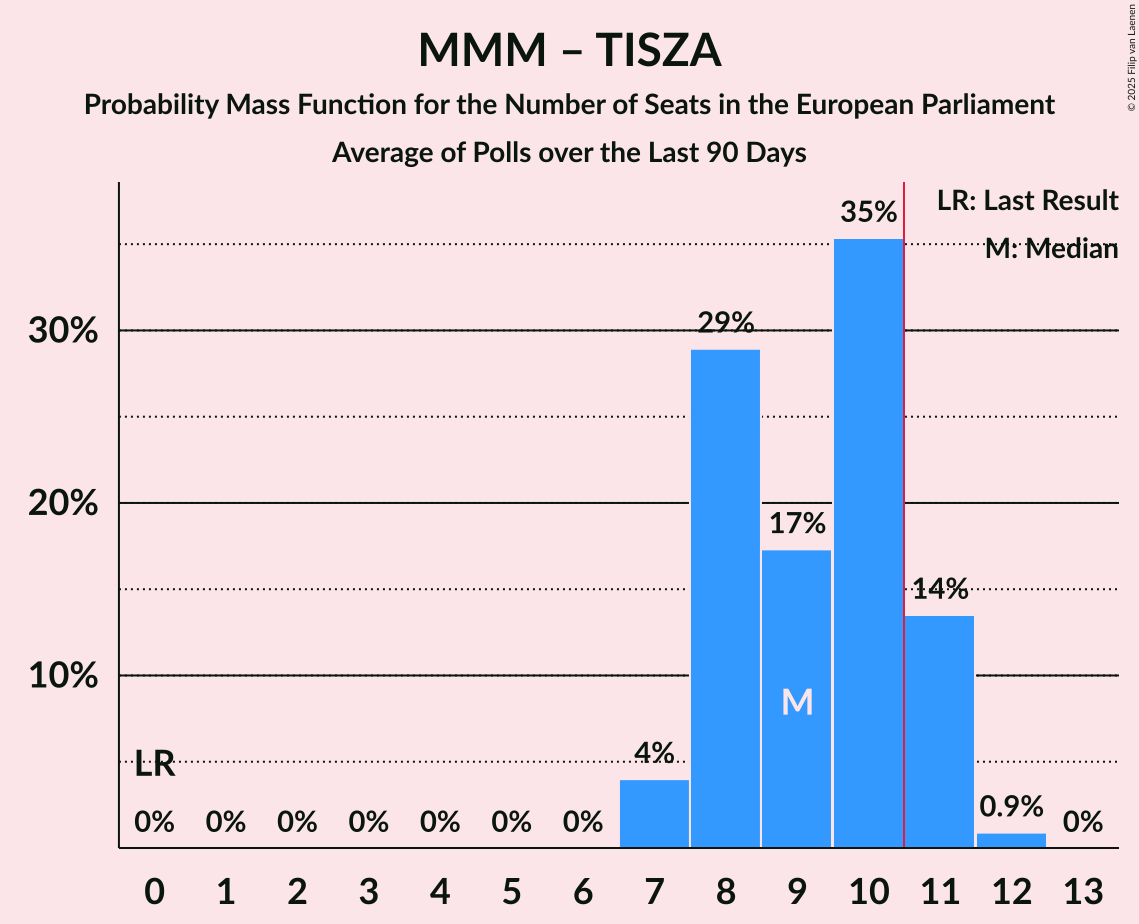 MMM – TISZA
Probability Mass Function for the Number of Seats in the European Parliament
Average of Polls over the Last 90 Days
© 2025 Filip van Laenen
LR: Last Result
M: Median
30%
20%
10%
LR
M
0% 0% 0% 0% 0% 0% 0% 4% 29% 17% 35% 14% 0.9% 0%
0 1 2 3 4 5 6 7 8 9 10 11 12 13